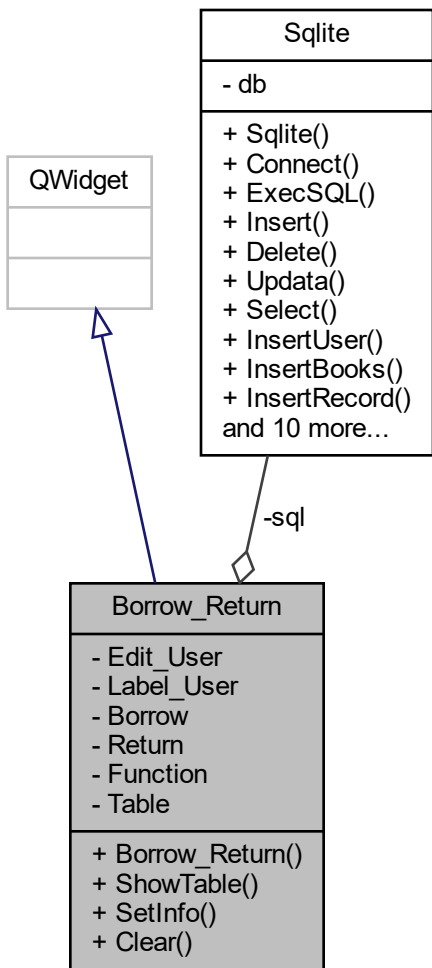 Sqlite
- db
+ Sqlite()
+ Connect()
+ ExecSQL()
+ Insert()
+ Delete()
+ Updata()
+ Select()
+ InsertUser()
+ InsertBooks()
+ InsertRecord()
and 10 more...
QWidget
-sql
Borrow_Return
- Edit_User
- Label_User
- Borrow
- Return
- Function
- Table
+ Borrow_Return()
+ ShowTable()
+ SetInfo()
+ Clear()